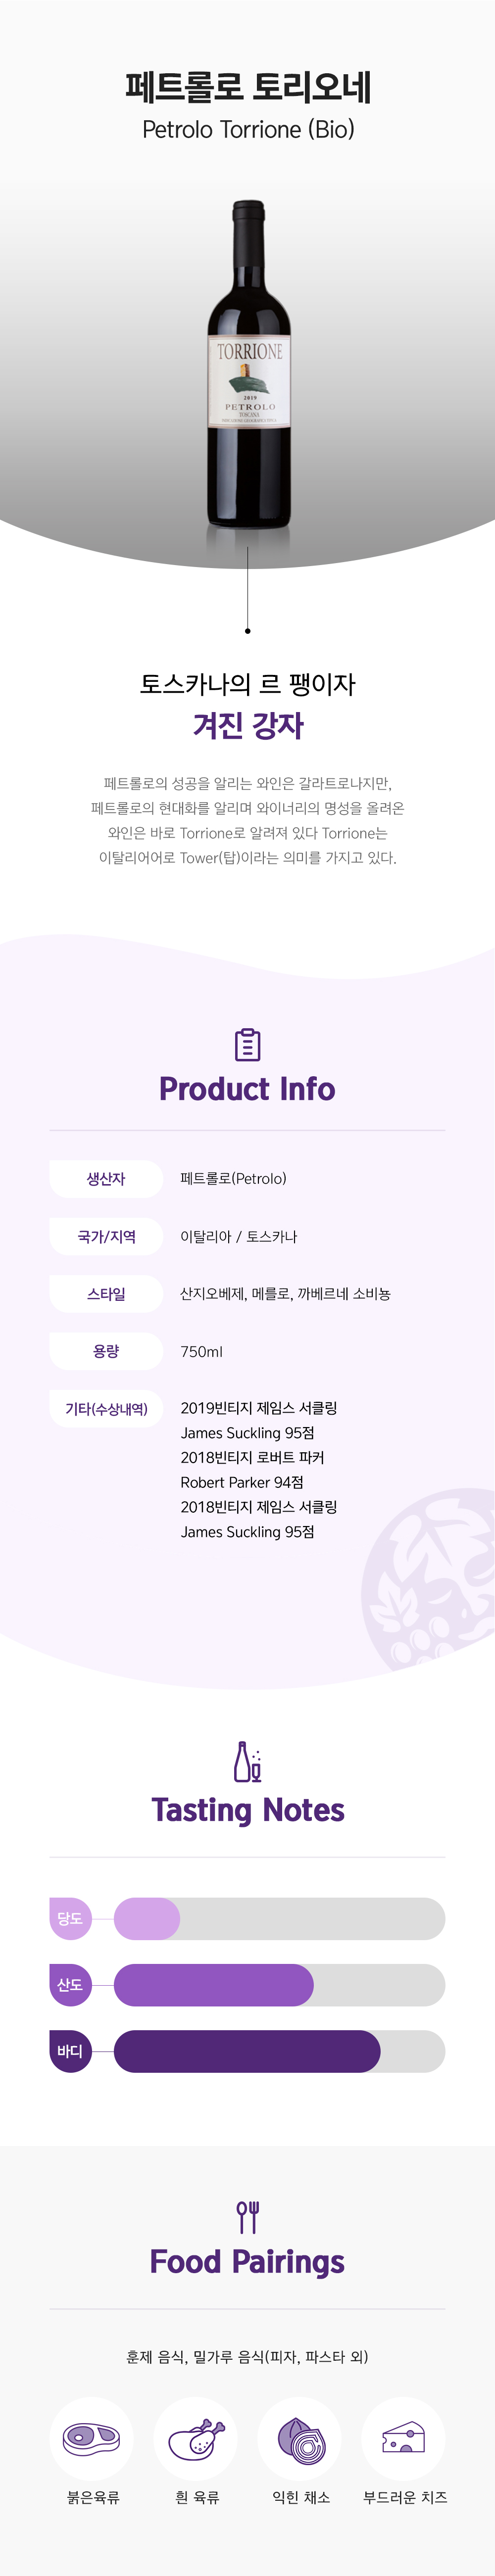 페트롤로 토리오네
Petrolo Torrione (Bio)
TORRIONE
2019
PETROLO
TOSCANA
토스카나의 르 팽이자
겨진 강자
페트롤로의 성공을 알리는 와인은 갈라트로나지만,
페트롤로의 현대화를 알리며 와이너리의 명성을 올려온
와인은 바로 Torrione로 알려져 있다 Torrione는
이탈리어어로 Tower(탑)이라는 의미를 가지고 있다.
Product Info
생산자 페트롤로(Petrolo)
국가/지역 이탈리아 / 토스카나
스타일 산지오베제, 메를로, 까베르네 소비뇽
용량 750ml
기타(수상내역) 2019빈티지 제임스 서클링
James Suckling 95점
2018빈티지 로버트 파커
Robert Parker 94점
2018빈티지 제임스 서클링
James Suckling 95점
Tasting Notes
당도
산도
바디
Food Pairings
훈제 음식, 밀가루 음식(피자, 파스타 외)
붉은육류 흰 육류 익힌 채소 부드러운 치즈